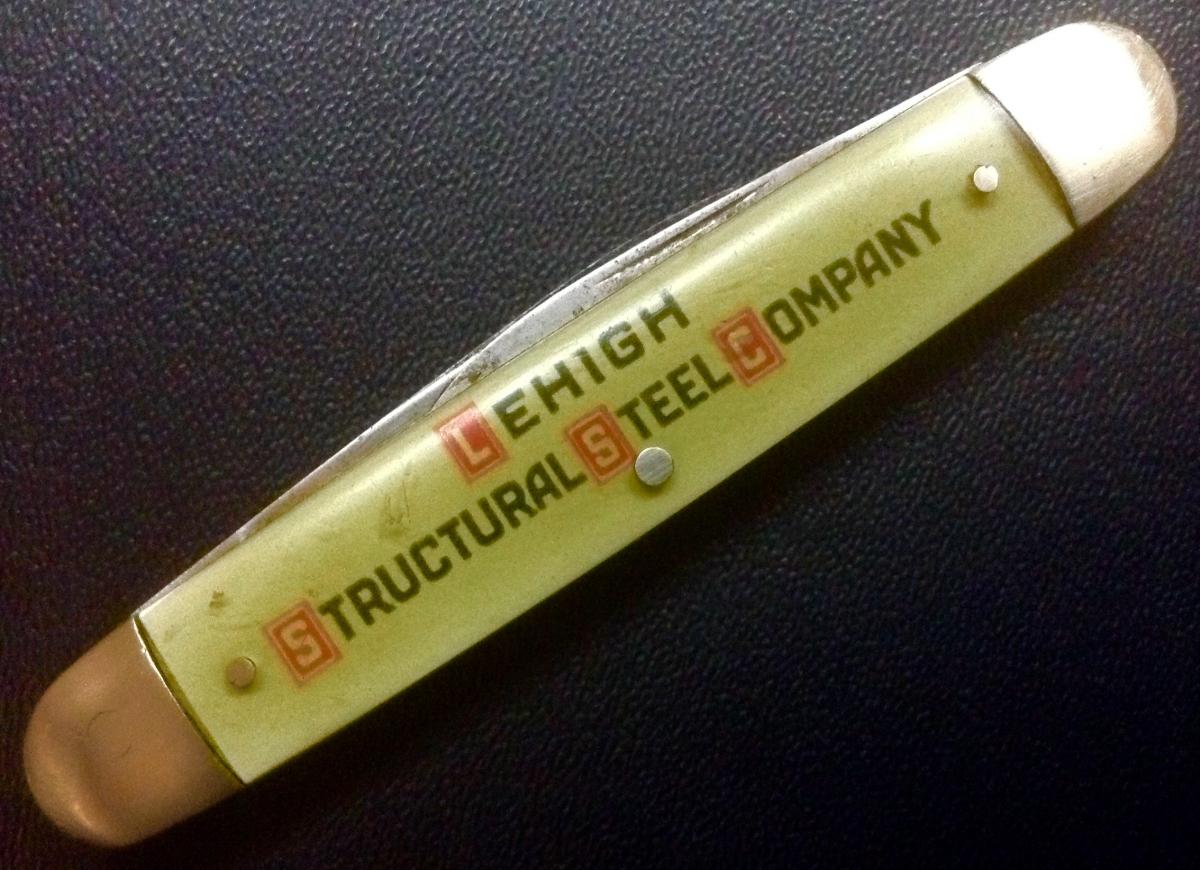 LEHIGH
STRUCTURAL STEEL COMPANY